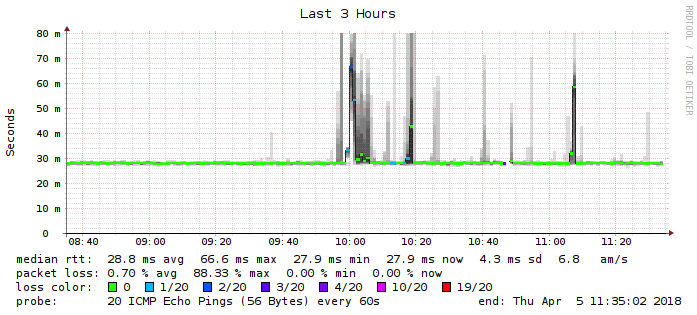 Last 3 Hours
RRDTOOL / TOBI OETIKER
Seconds
80 m
70 m
60 m
50 m
40 m
30 m
20 m
10 m
0
08:40 09:00 09:20 09:40 10:00 10:20 10:40 11:00 11:20
median rtt: 28.8 ms avg 66.6 ms max 27.9 ms min 27.9 ms now 4.3 ms sd 6.8 am/s
packet loss: 0.70 % avg 88.33 % max 0.00 % min 0.00 % now
loss color: 0 1/20 2/20 3/20 4/20 10/20 19/20
probe: 20 ICMP Echo Pings (56 Bytes) every 60s end: Thu Apr 5 11:35:02 2018